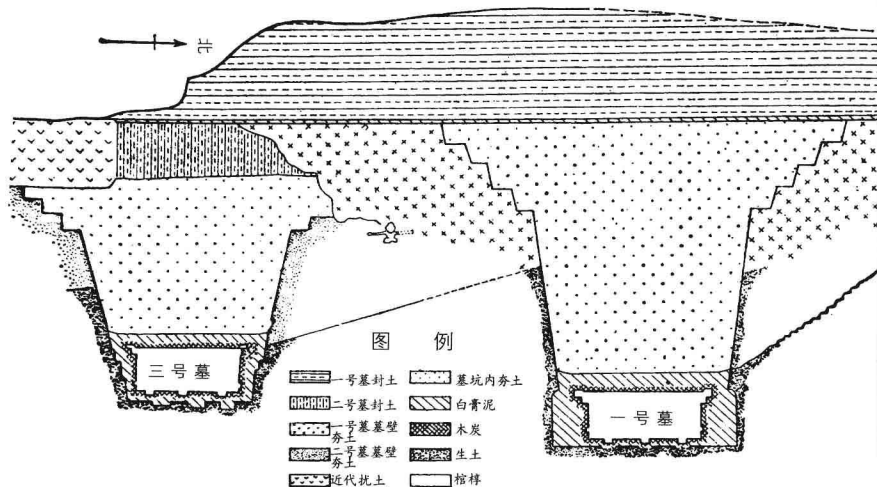 北
图 例
一号墓封土
二号墓封土
一号墓墓壁
夯土
二号墓墓壁
夯土
近代扰土
墓坑内夯土
白膏泥
木炭
生土
棺椁
三号墓
一号墓